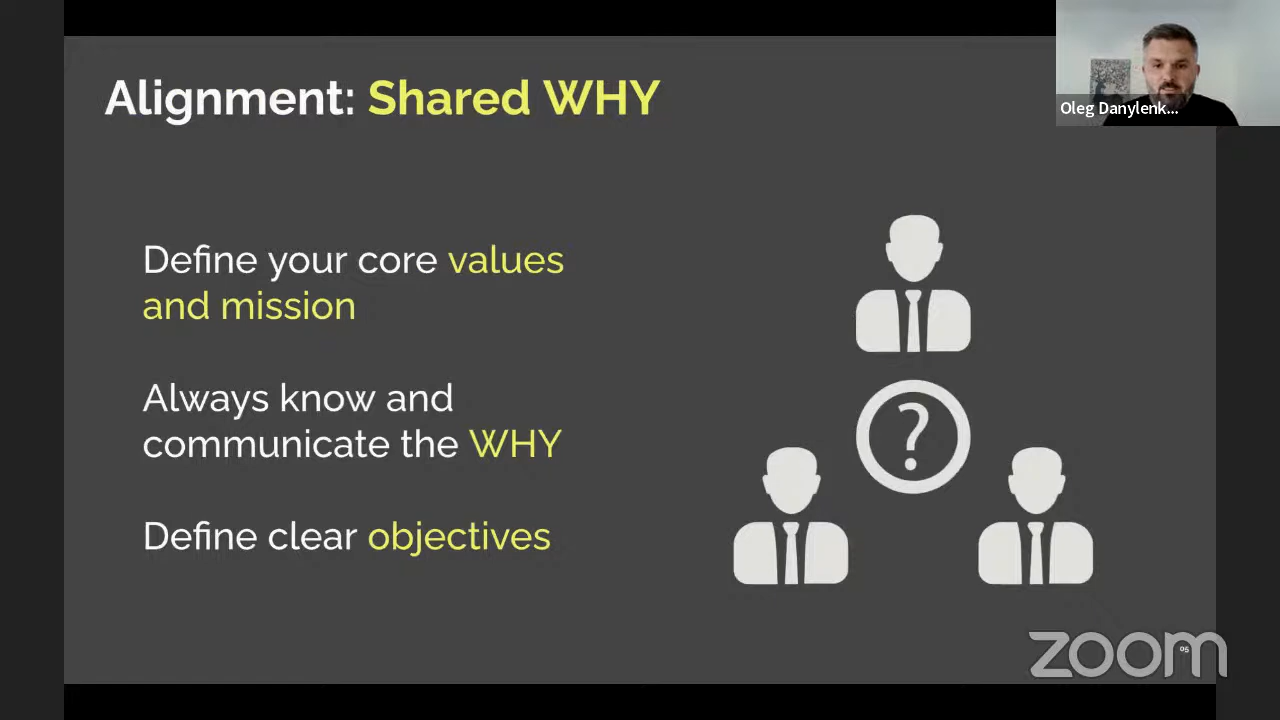 Alignment: Shared WHY
Oleg Danylenk...
Define your core values
and mission
Always know and
communicate the WHY
Define clear objectives
?
zoom
05